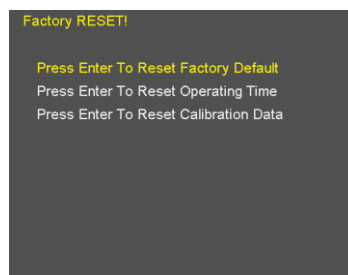 Factory RESET!
Press Enter To Reset Factory Default
Press Enter To Reset Operating Time
Press Enter To Reset Calibration Data